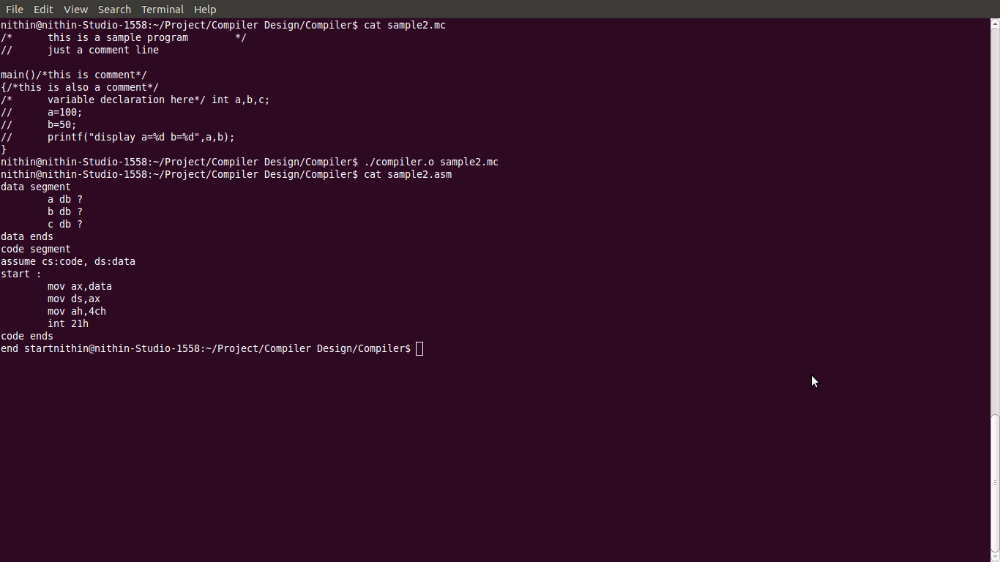 File Edit View Search Terminal Help
nithin@nithin-Studio-1558:~/Project/Compiler Design/Compiler$ cat sample2.mc
/*      this is a sample program        */
//      just a comment line

main()/*this is comment*/
{/*this is also a comment*/
/*      variable declaration here*/ int a,b,c;
//      a=100;
//      b=50;
//      printf("display a=%d b=%d",a,b);
}
nithin@nithin-Studio-1558:~/Project/Compiler Design/Compiler$ ./compiler.o sample2.mc
nithin@nithin-Studio-1558:~/Project/Compiler Design/Compiler$ cat sample2.asm
data segment
        a db ?
        b db ?
        c db ?
data ends
code segment
assume cs:code, ds:data
start :
        mov ax,data
        mov ds,ax
        mov ah,4ch
        int 21h
code ends
end startnithin@nithin-Studio-1558:~/Project/Compiler Design/Compiler$